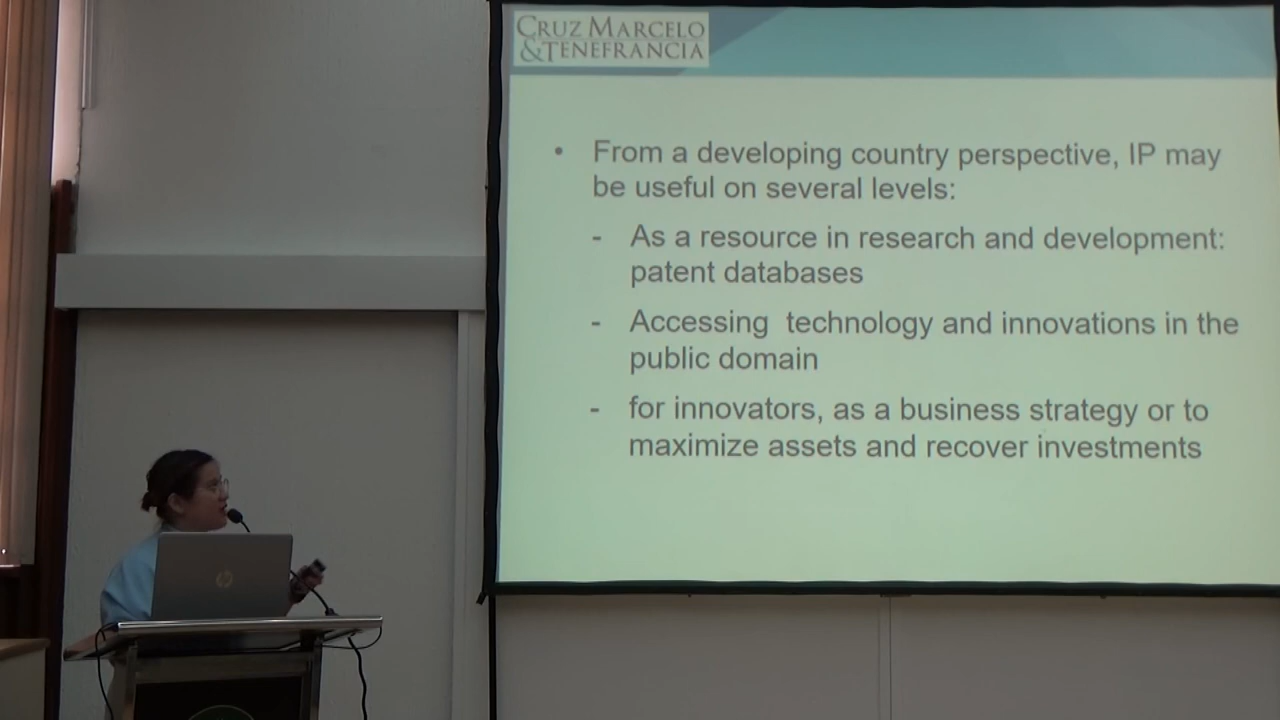 CRUZ MARCELO
&TENEFRANCIA
• From a developing country perspective, IP may
be useful on several levels:
- As a resource in research and development:
patent databases
- Accessing technology and innovations in the
public domain
- for innovators, as a business strategy or to
maximize assets and recover investments
hp